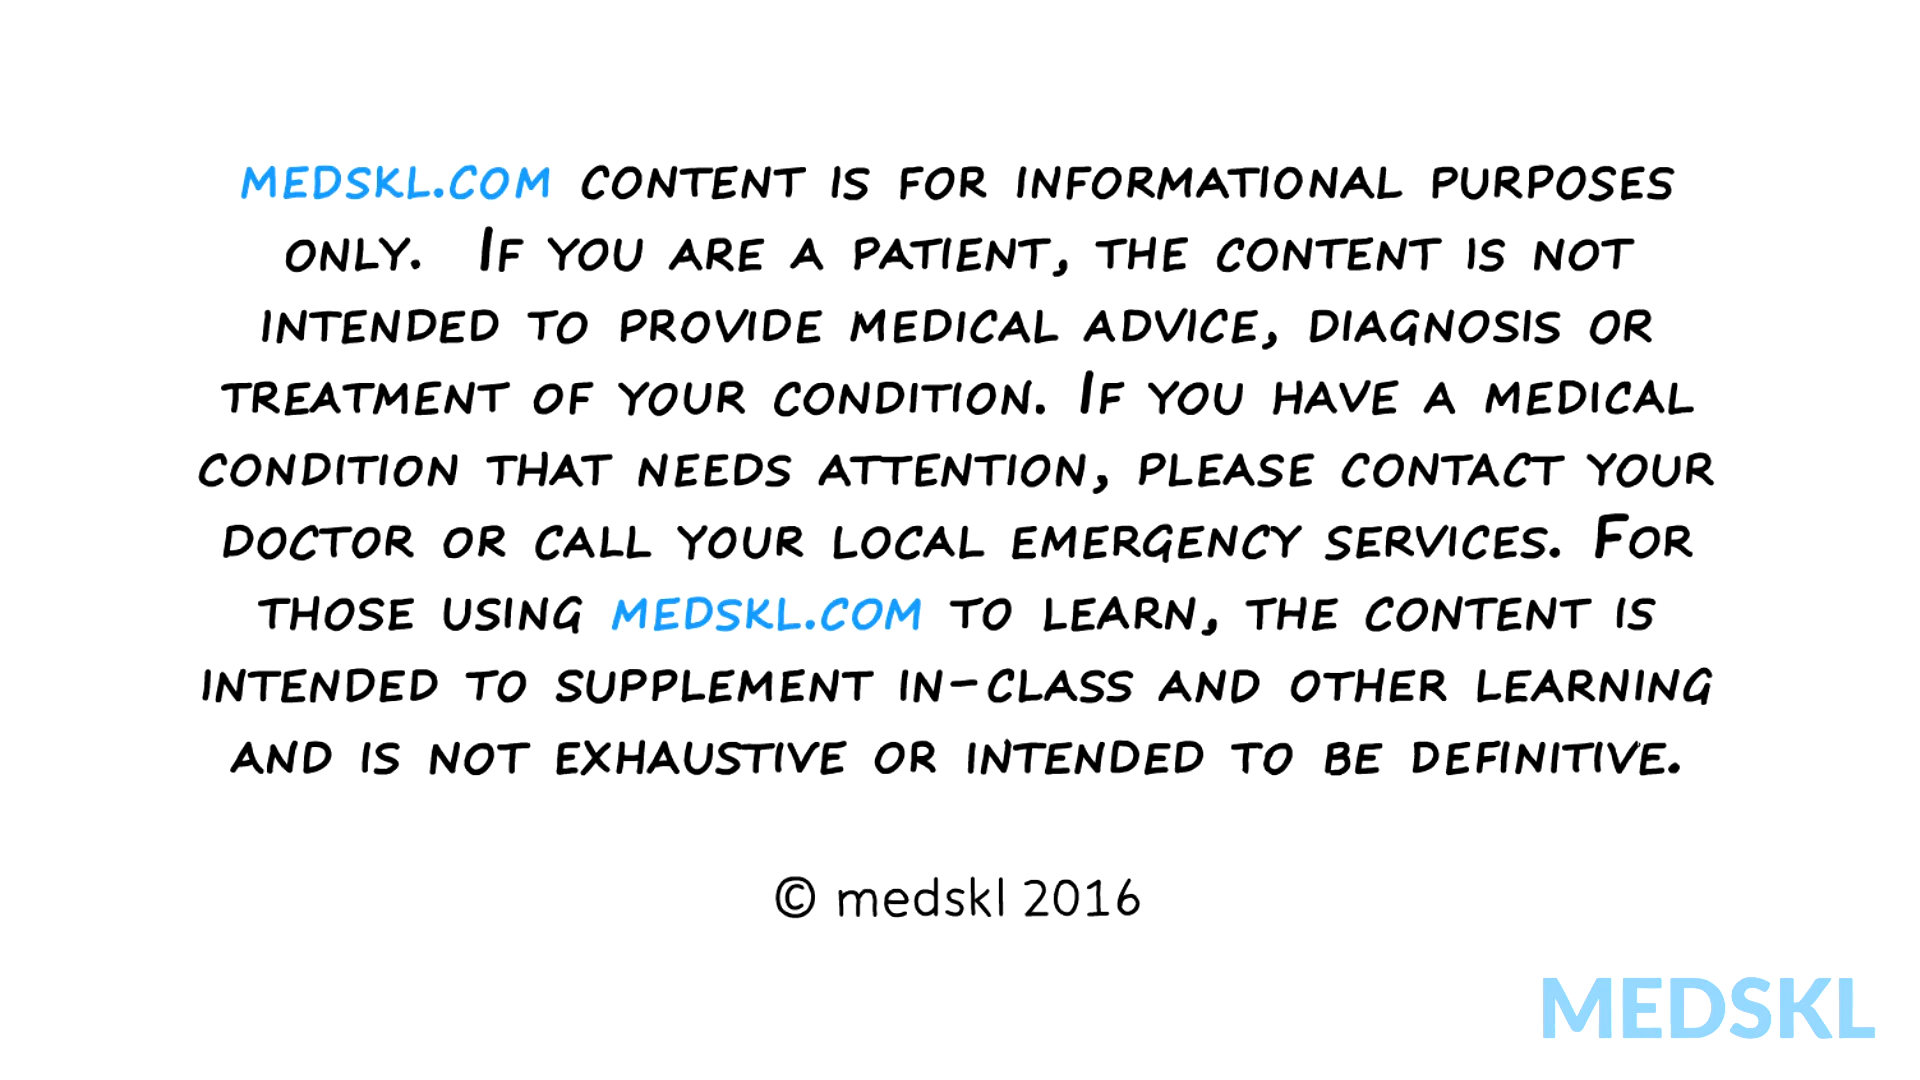 MEDSKL.COM CONTENT IS FOR INFORMATIONAL PURPOSES
ONLY. IF YOU ARE A PATIENT, THE CONTENT IS NOT
INTENDED TO PROVIDE MEDICAL ADVICE, DIAGNOSIS OR
TREATMENT OF YOUR CONDITION. IF YOU HAVE A MEDICAL
CONDITION THAT NEEDS ATTENTION, PLEASE CONTACT YOUR
DOCTOR OR CALL YOUR LOCAL EMERGENCY SERVICES. FOR
THOSE USING MEDSKL.COM TO LEARN, THE CONTENT IS
INTENDED TO SUPPLEMENT IN-CLASS AND OTHER LEARNING
AND IS NOT EXHAUSTIVE OR INTENDED TO BE DEFINITIVE.
© medskl 2016
MEDSKL